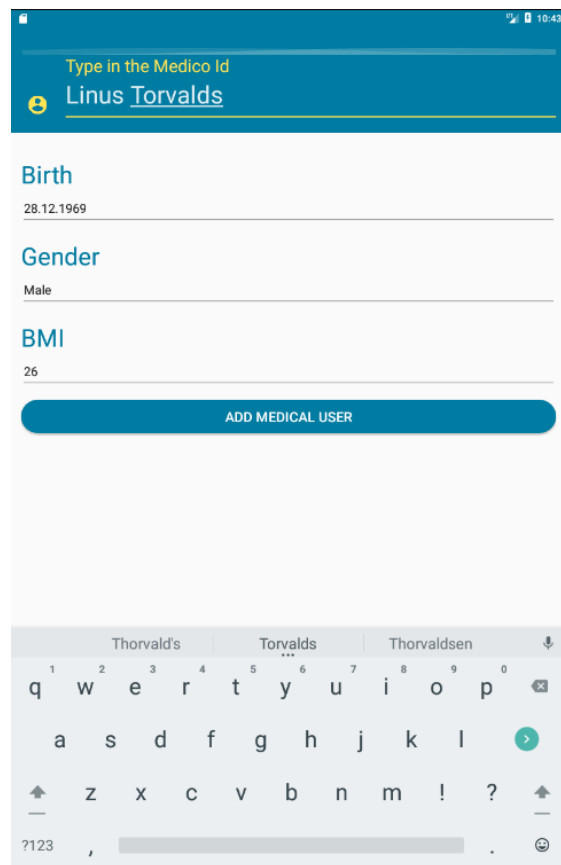 10:43
Type in the Medico Id
Linus Torvalds
Birth
28.12.1969
Gender
Male
BMI
26
ADD MEDICAL USER
Thorvald's Torvalds Thorvaldsen
1 2 3 4 5 6 7 8 9 0
q w e r t y u i o p
a s d f g h j k l
z x c v b n m ! ?
?123 , .